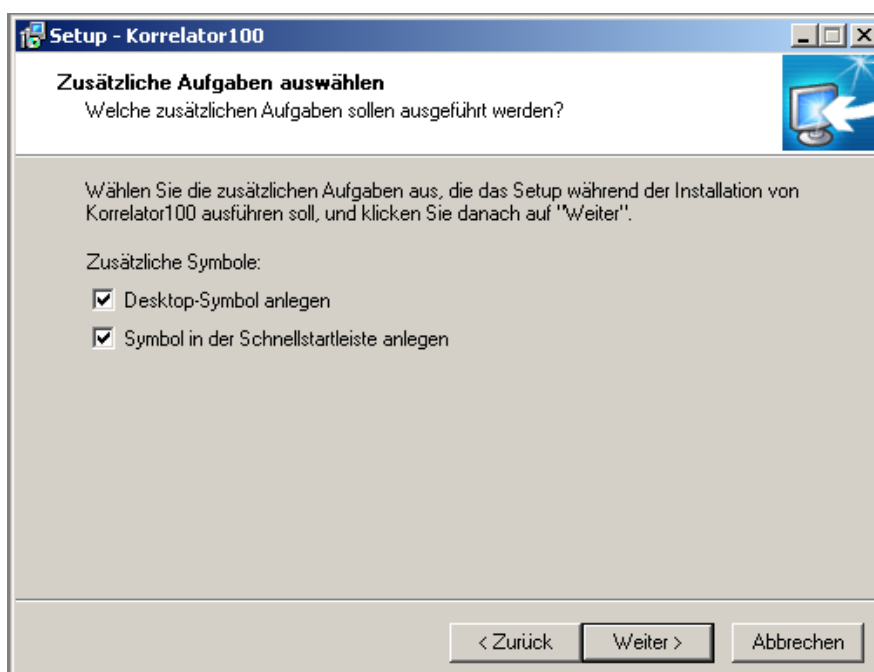 Setup - Korrelator100
Zusätzliche Aufgaben auswählen
Welche zusätzlichen Aufgaben sollen ausgeführt werden?
Wählen Sie die zusätzlichen Aufgaben aus, die das Setup während der Installation von
Korrelator100 ausführen soll, und klicken Sie danach auf "Weiter".
Zusätzliche Symbole:
Desktop-Symbol anlegen
Symbol in der Schnellstartleiste anlegen
< Zurück Weiter > Abbrechen